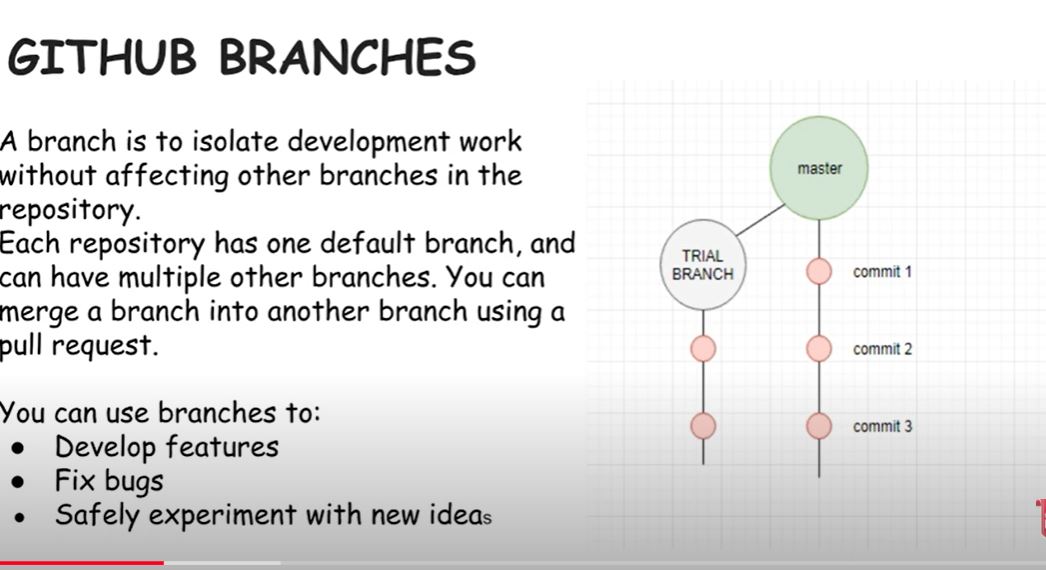 GITHUB BRANCHES
A branch is to isolate development work
without affecting other branches in the
repository.
Each repository has one default branch, and
can have multiple other branches. You can
merge a branch into another branch using a
pull request.
You can use branches to:
● Develop features
● Fix bugs
● Safely experiment with new ideas
master
TRIAL
BRANCH
commit 1
commit 2
commit 3